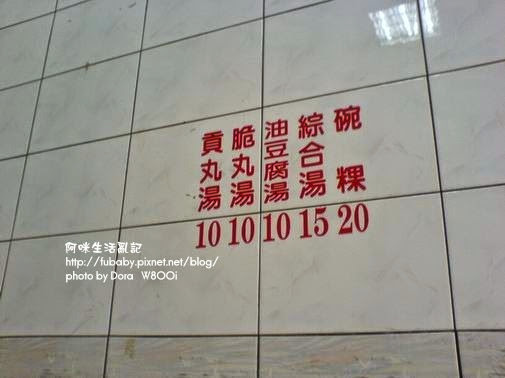 貢丸湯 10
脆丸湯 10
油豆腐湯 10
綜合湯 15
碗粿 20
阿咪生活亂記
http://fubaby.pixnet.net/blog/
photo by Dora W800i